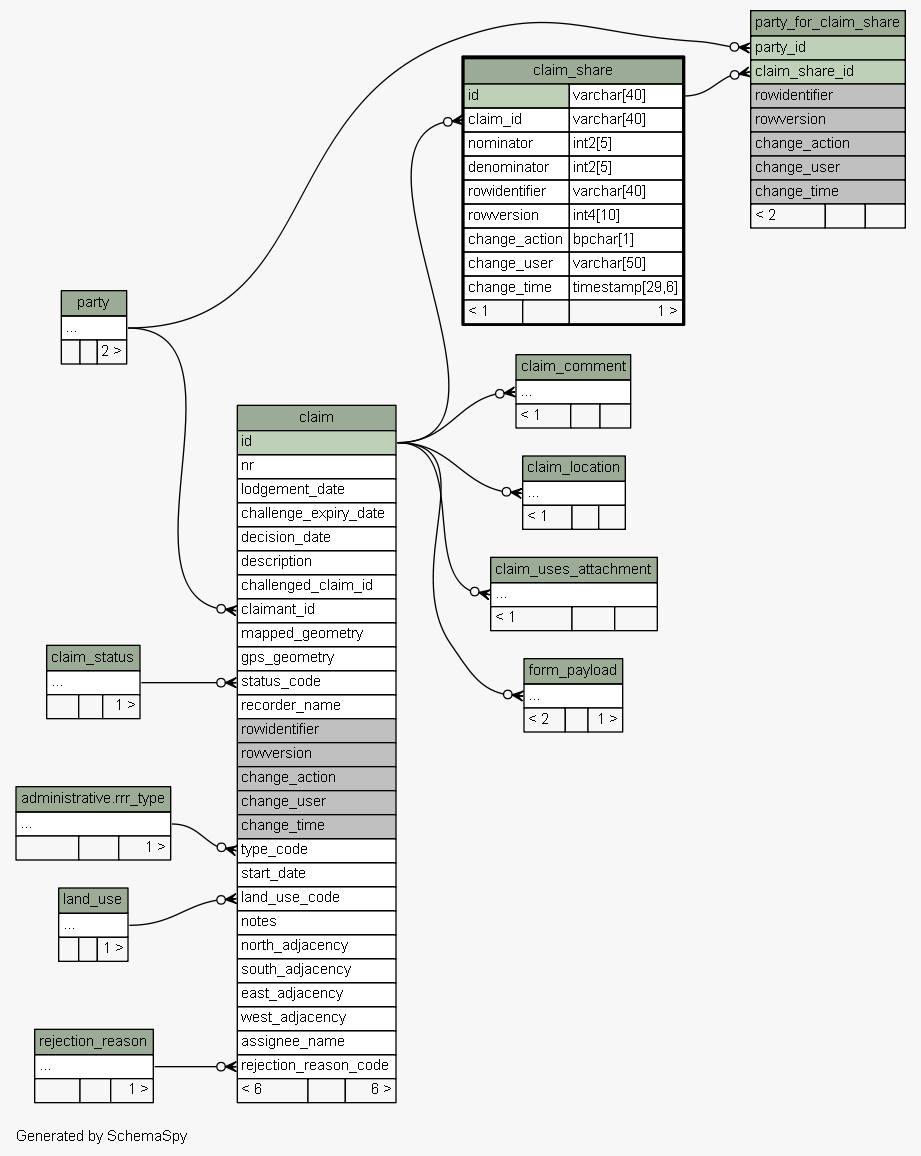 party_for_claim_share
party_id
claim_share_id
rowidentifier
rowversion
change_action
change_user
change_time
< 2
claim_share
id varchar[40]
claim_id varchar[40]
nominator int2[5]
denominator int2[5]
rowidentifier varchar[40]
rowversion int4[10]
change_action bpchar[1]
change_user varchar[50]
change_time timestamp[29,6]
< 1 1 >
party
...
2 >
claim_comment
...
< 1
claim_location
...
< 1
claim_uses_attachment
...
< 1
form_payload
...
< 2 1 >
claim
id
nr
lodgement_date
challenge_expiry_date
decision_date
description
challenged_claim_id
claimant_id
mapped_geometry
gps_geometry
status_code
recorder_name
rowidentifier
rowversion
change_action
change_user
change_time
type_code
start_date
land_use_code
notes
north_adjacency
south_adjacency
east_adjacency
west_adjacency
assignee_name
rejection_reason_code
< 6 6 >
claim_status
...
1 >
administrative.rrr_type
...
1 >
land_use
...
1 >
rejection_reason
...
1 >
Generated by SchemaSpy